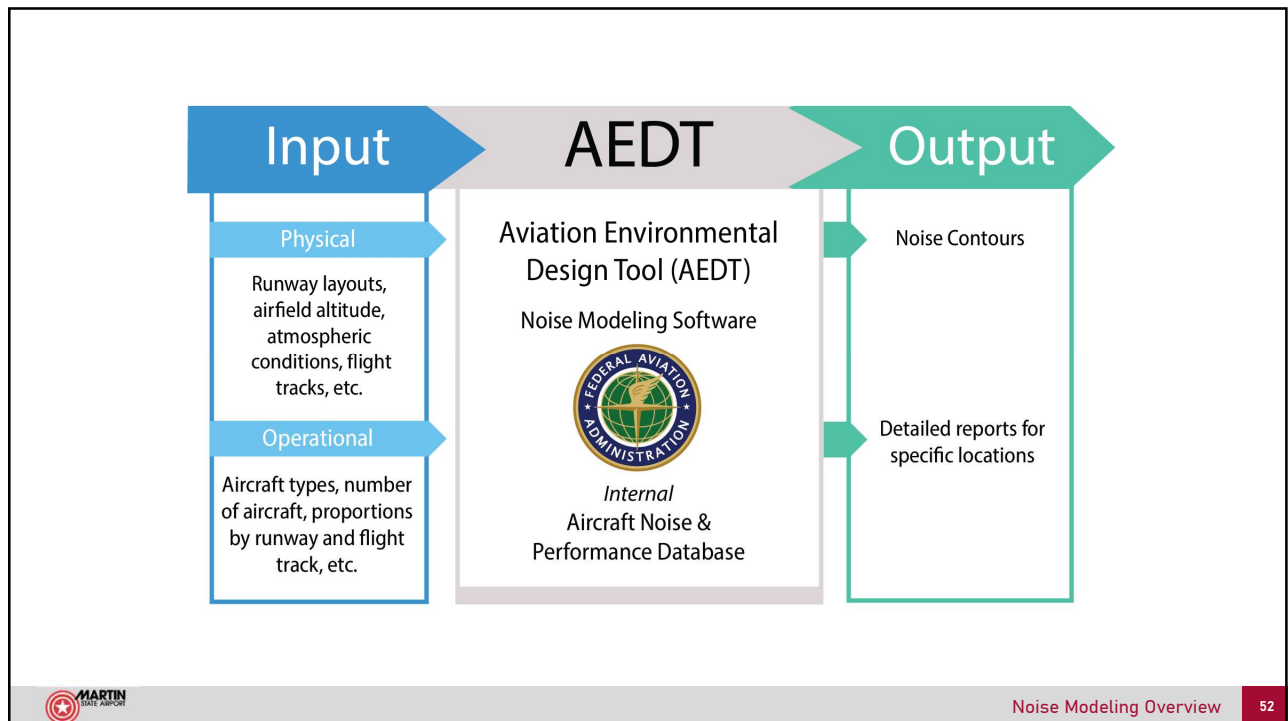 Input
AEDT
Output
Physical
Runway layouts,
airfield altitude,
atmospheric
conditions, flight
tracks, etc.
Operational
Aircraft types, number
of aircraft, proportions
by runway and flight
track, etc.
Aviation Environmental
Design Tool (AEDT)
Noise Modeling Software
FEDERAL AVIATION
ADMINISTRATION
Internal
Aircraft Noise &
Performance Database
Noise Contours
Detailed reports for
specific locations
MARTIN
STATE AIRPORT
Noise Modeling Overview
52